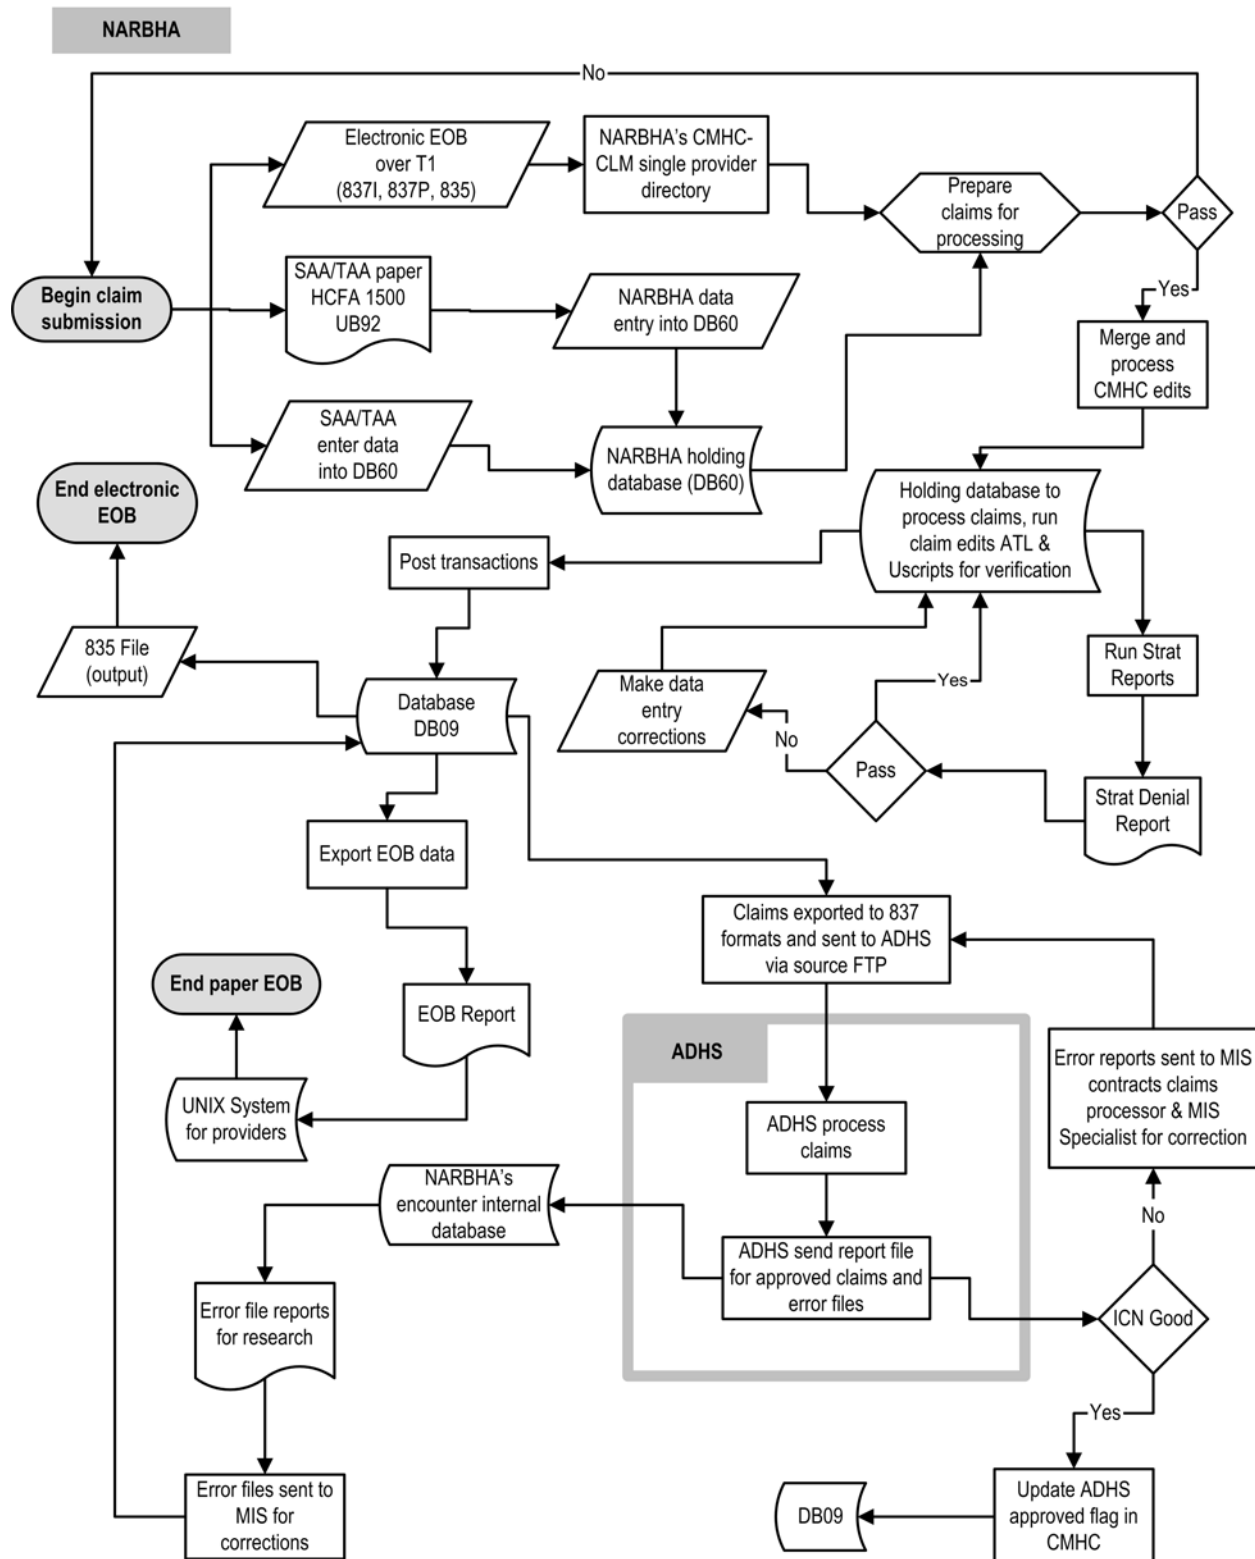 NARBHA
No
Electronic EOB
over T1
(837I, 837P, 835)
NARBHA's CMHC-
CLM single provider
directory
Prepare
claims for
processing
Pass
Begin claim
submission
SAA/TAA paper
HCFA 1500
UB92
NARBHA data
entry into DB60
Yes
Merge and
process
CMHC edits
SAA/TAA
enter data
into DB60
NARBHA holding
database (DB60)
End electronic
EOB
Holding database to
process claims, run
claim edits ATL &
Uscripts for verification
Post transactions
835 File
(output)
Database
DB09
Make data
entry
corrections
Yes
No
Pass
Run Strat
Reports
Strat Denial
Report
Export EOB data
Claims exported to 837
formats and sent to ADHS
via source FTP
End paper EOB
EOB Report
ADHS
Error reports sent to MIS
contracts claims
processor & MIS
Specialist for correction
UNIX System
for providers
ADHS process
claims
NARBHA's
encounter internal
database
No
ADHS send report file
for approved claims and
error files
ICN Good
Error file reports
for research
Yes
Error files sent to
MIS for
corrections
DB09
Update ADHS
approved flag in
CMHC